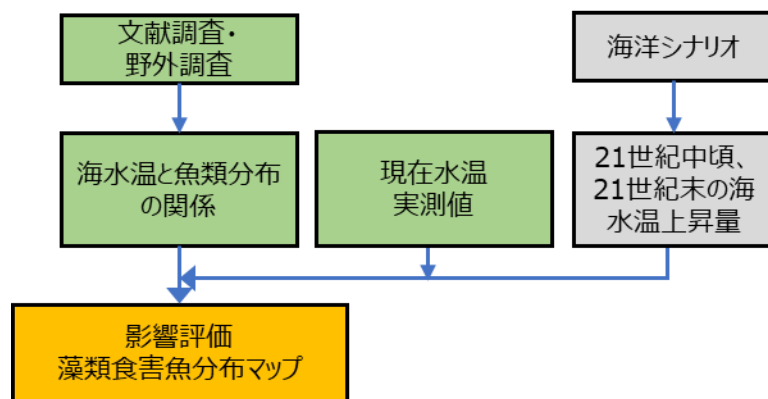 文献調査・
野外調査
海洋シナリオ
海水温と魚類分布
の関係
現在水温
実測値
21世紀中頃、
21世紀末の海
水温上昇量
影響評価
藻類食害魚分布マップ